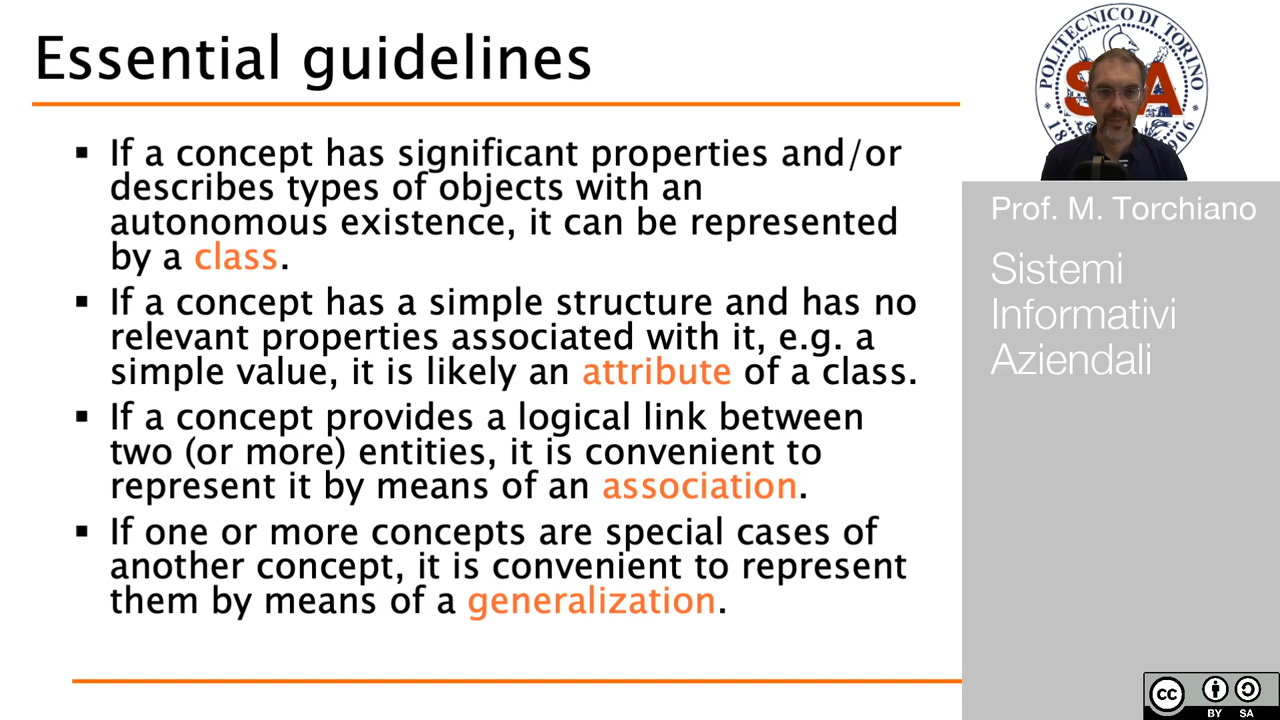 Essential guidelines
▪ If a concept has significant properties and/or
describes types of objects with an
autonomous existence, it can be represented
by a class.
▪ If a concept has a simple structure and has no
relevant properties associated with it, e.g. a
simple value, it is likely an attribute of a class.
▪ If a concept provides a logical link between
two (or more) entities, it is convenient to
represent it by means of an association.
▪ If one or more concepts are special cases of
another concept, it is convenient to represent
them by means of a generalization.
POLITECNICO DI TORINO
S A
Prof. M. Torchiano
Sistemi
Informativi
Aziendali
cc
BY SA